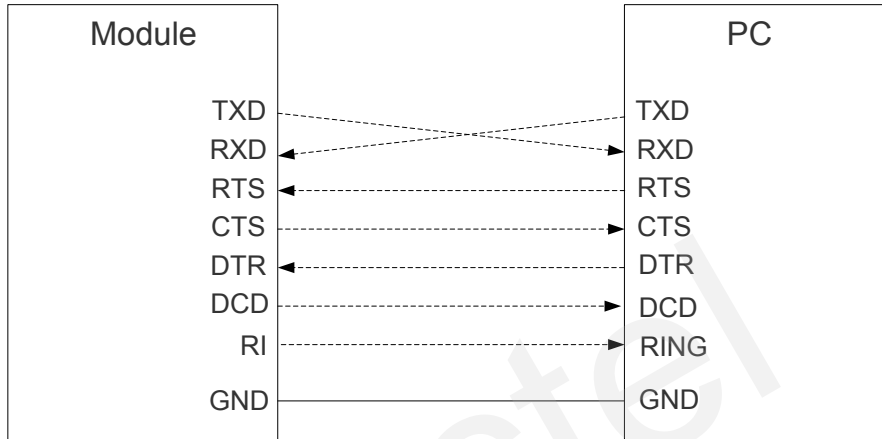 Module PC
TXD TXD
RXD RXD
RTS RTS
CTS CTS
DTR DTR
DCD DCD
RI RING
GND GND